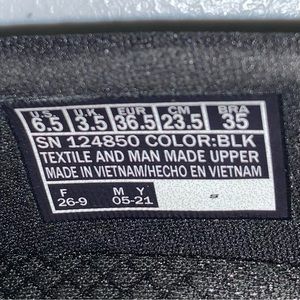 U.S. U.K. EUR CM BRA
6.5 3.5 36.5 23.5 35
SN 124850 COLOR:BLK
TEXTILE AND MAN MADE UPPER
MADE IN VIETNAM/HECHO EN VIETNAM
F M Y
26-9 05-21 S